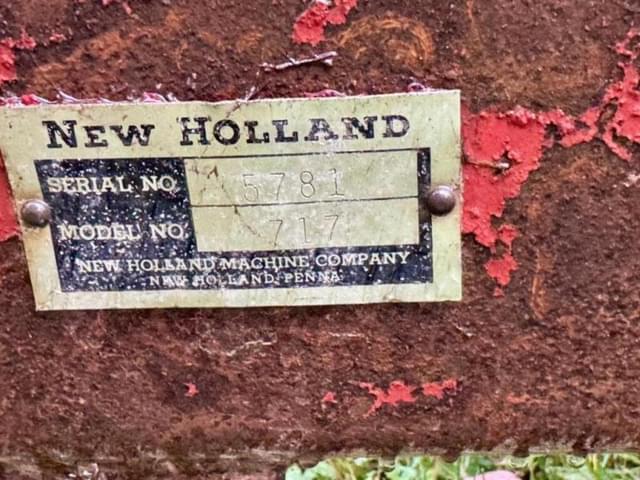 NEW HOLLAND
SERIAL NO. 5781
MODEL NO. 717
NEW HOLLAND MACHINE COMPANY
NEW HOLLAND, PENNA.